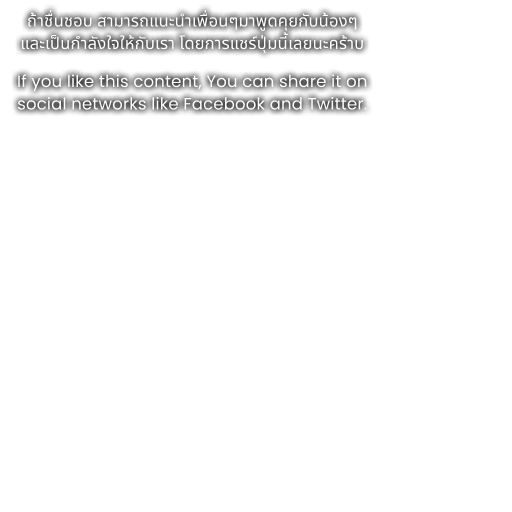 ถ้าชื่นชอบ สามารถแนะนำเพื่อนๆมาพูดคุยกับน้องๆ
และเป็นกำลังใจให้กับเรา โดยการแชร์ปุ่มนี้เลยนะคร้าบ
If you like this content, You can share it on
social networks like Facebook and Twitter.